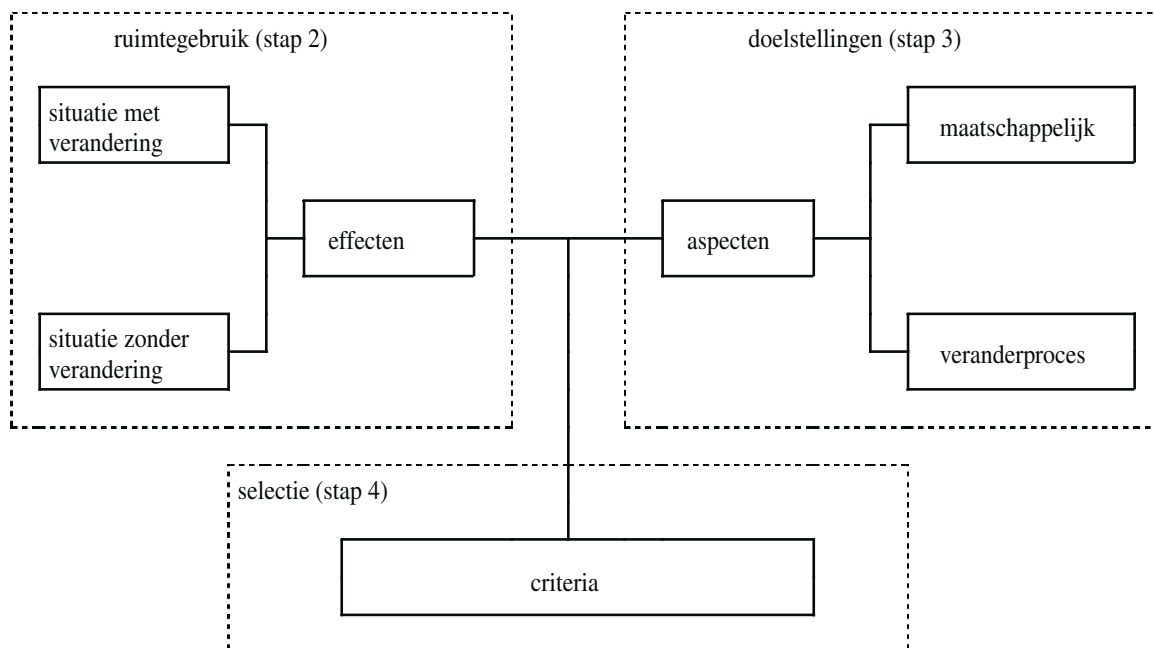 ruimtegebruik (stap 2)
situatie met
verandering
effecten
situatie zonder
verandering
doelstellingen (stap 3)
maatschappelijk
aspecten
veranderproces
selectie (stap 4)
criteria